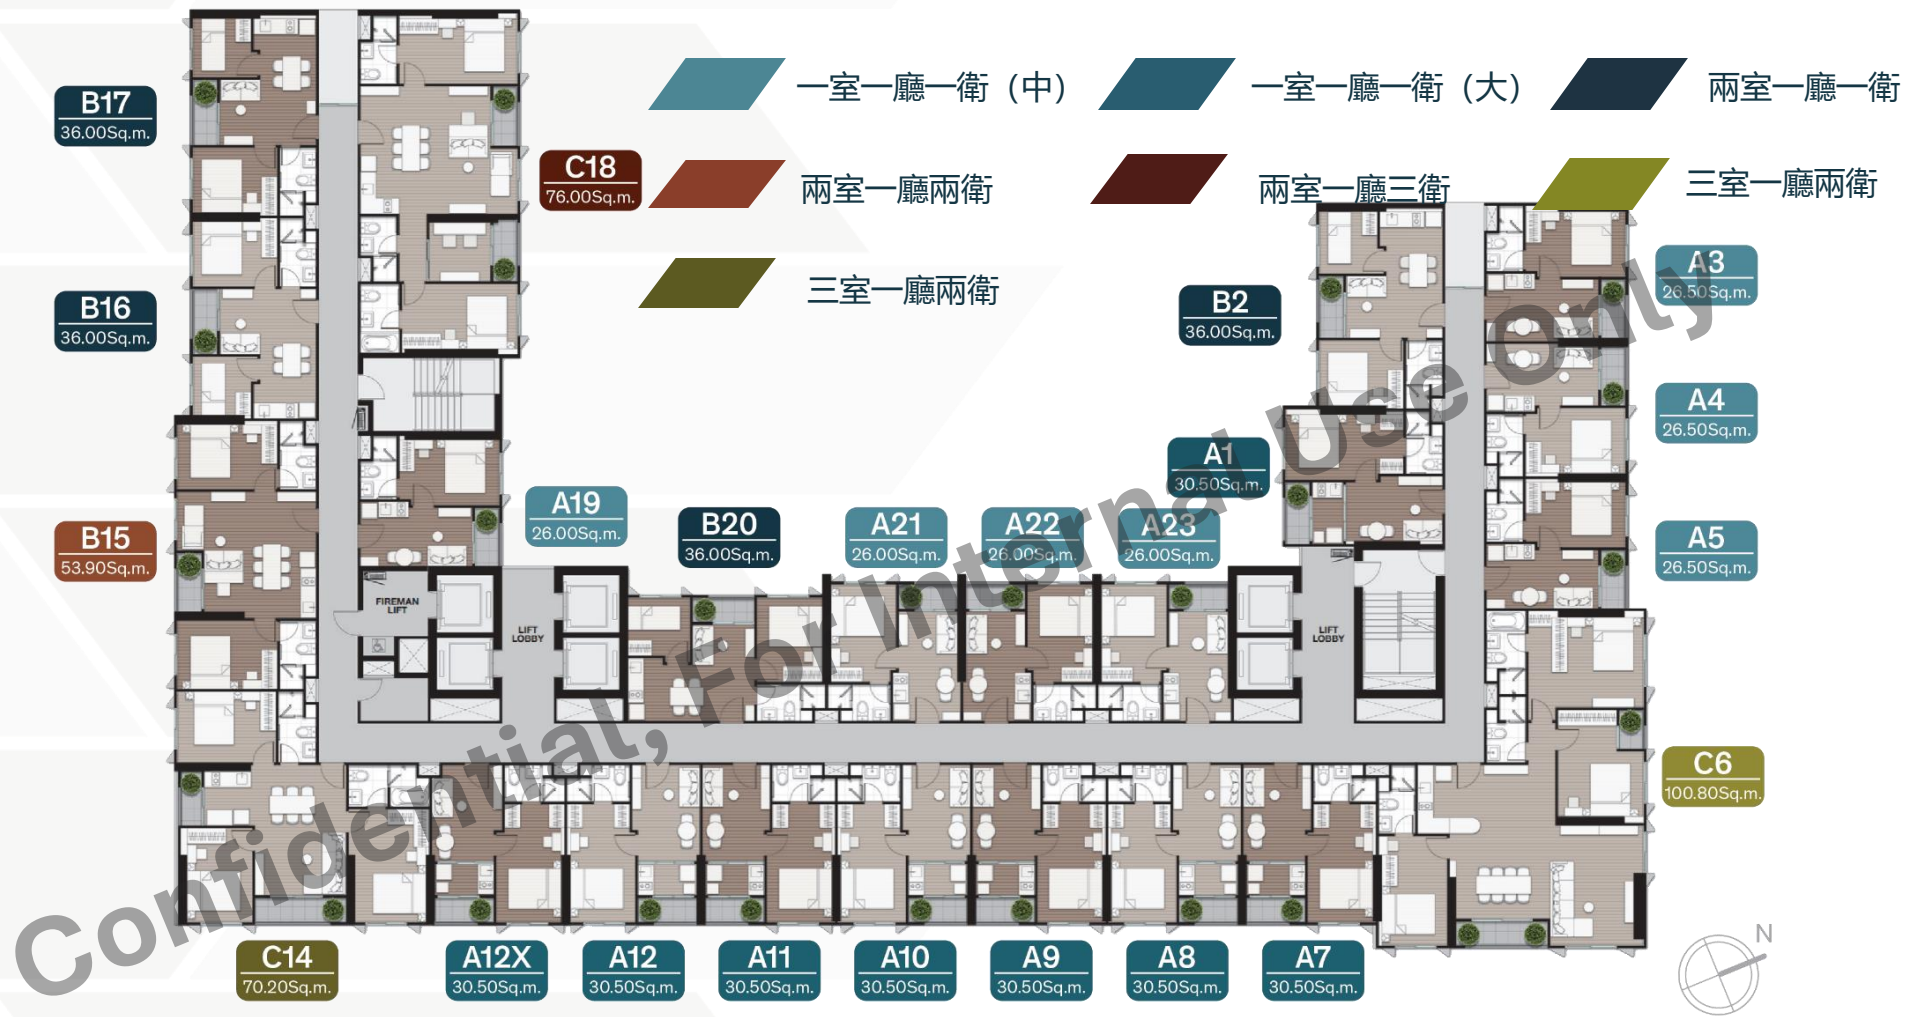 一室一廳一衛（中）
一室一廳一衛（大）
兩室一廳一衛
兩室一廳兩衛
兩室一廳三衛
三室一廳兩衛
三室一廳兩衛
B17
36.00Sq.m.
C18
76.00Sq.m.
B16
36.00Sq.m.
B2
36.00Sq.m.
A3
26.50Sq.m.
A4
26.50Sq.m.
A1
30.50Sq.m.
A5
26.50Sq.m.
B15
53.90Sq.m.
A19
26.00Sq.m.
B20
36.00Sq.m.
A21
26.00Sq.m.
A22
26.00Sq.m.
A23
26.00Sq.m.
FIREMAN
LIFT
LIFT
LOBBY
LIFT
LOBBY
C6
100.80Sq.m.
C14
70.20Sq.m.
A12X
30.50Sq.m.
A12
30.50Sq.m.
A11
30.50Sq.m.
A10
30.50Sq.m.
A9
30.50Sq.m.
A8
30.50Sq.m.
A7
30.50Sq.m.
N
Confidential, For Internal Use Only